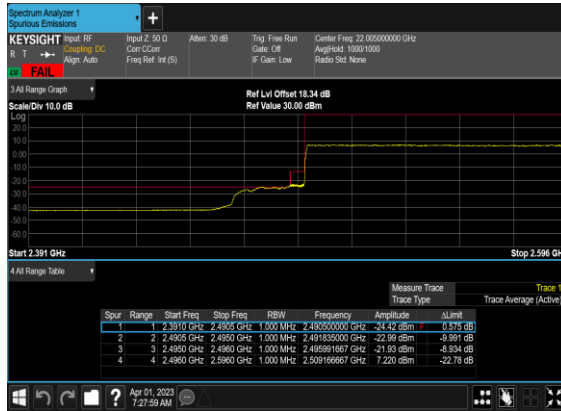 Spectrum Analyzer 1
Spurious Emissions
KEYSIGHT Input: RF Input Z: 50 Ω Atten: 30 dB Trig: Free Run Center Freq: 22.005000000 GHz
R T Coupling: DC Corr CCorr Gate: Off Avg|Hold: 1000/1000
Align: Auto Freq Ref: Int (S) IF Gain: Low Radio Std: None
FAIL
3 All Range Graph
Ref Lvl Offset 18.34 dB
Scale/Div 10.0 dB Ref Value 30.00 dBm
Log
20.0
10.0
0.00
-10.0
-20.0
-30.0
-40.0
-50.0
-60.0
Start 2.391 GHz Stop 2.596 GH
4 All Range Table
Measure Trace Trace 1
Trace Type Trace Average (Active)
Spur Range Start Freq Stop Freq RBW Frequency Amplitude ΔLimit
1 1 2.3910 GHz 2.4905 GHz 1.000 MHz 2.490500000 GHz -24.42 dBm F 0.575 dB
2 2 2.4905 GHz 2.4950 GHz 1.000 MHz 2.491835000 GHz -22.99 dBm -9.991 dB
3 3 2.4950 GHz 2.4960 GHz 1.000 MHz 2.495991667 GHz -21.93 dBm -8.934 dB
4 4 2.4960 GHz 2.5960 GHz 1.000 MHz 2.509166667 GHz 7.220 dBm -22.78 dB
Apr 01, 2023
7:27:59 AM